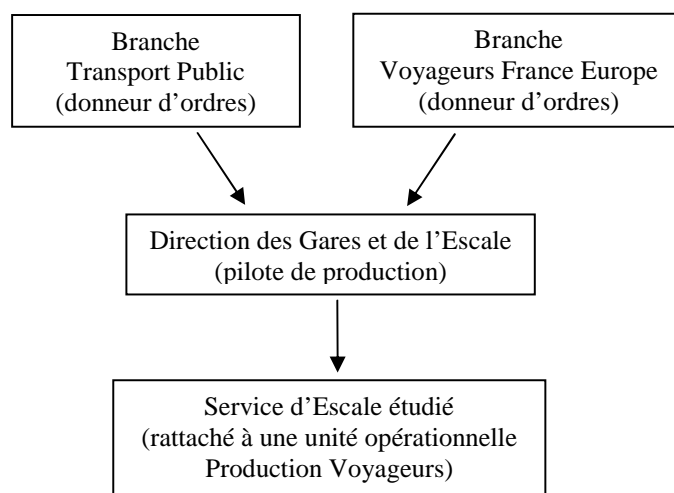 Branche
Transport Public
(donneur d’ordres)
Branche
Voyageurs France Europe
(donneur d’ordres)
Direction des Gares et de l’Escale
(pilote de production)
Service d’Escale étudié
(rattaché à une unité opérationnelle
Production Voyageurs)